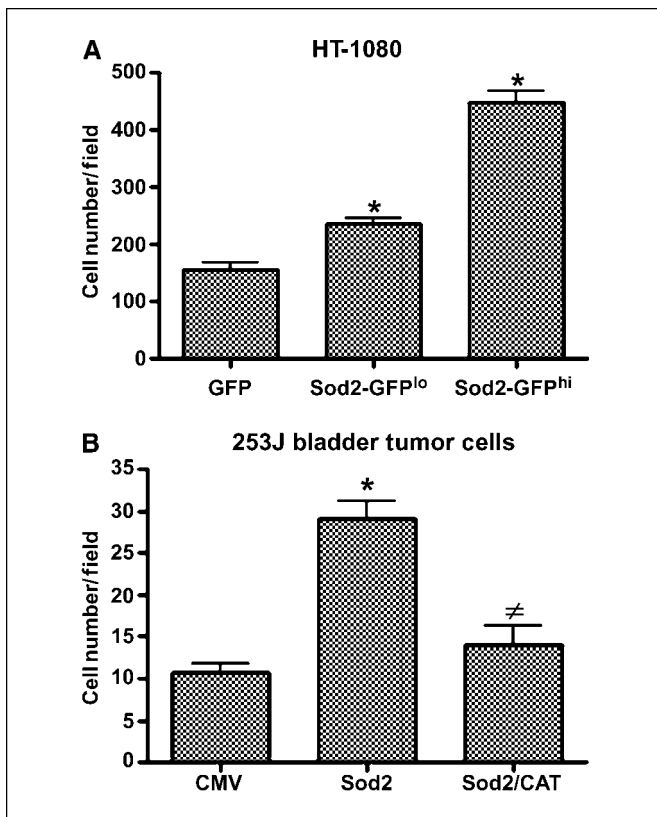 A
HT-1080
Cell number/field
500
400
300
200
100
0
*
*
GFP Sod2-GFPlo Sod2-GFPhi
B
253J bladder tumor cells
Cell number/field
35
30
25
20
15
10
5
0
*
≠
CMV Sod2 Sod2/CAT